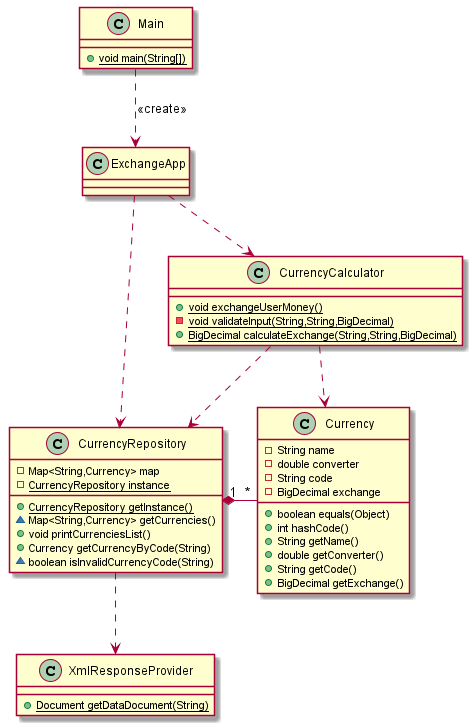 C Main
void main(String[])
«create»
C ExchangeApp
C CurrencyCalculator
void exchangeUserMoney()
void validateInput(String,String,BigDecimal)
BigDecimal calculateExchange(String,String,BigDecimal)
C CurrencyRepository
Map<String,Currency> map
CurrencyRepository instance
CurrencyRepository getInstance()
Map<String,Currency> getCurrencies()
void printCurrenciesList()
Currency getCurrencyByCode(String)
boolean isInvalidCurrencyCode(String)
1 *
C Currency
String name
double converter
String code
BigDecimal exchange
boolean equals(Object)
int hashCode()
String getName()
double getConverter()
String getCode()
BigDecimal getExchange()
C XmlResponseProvider
Document getDataDocument(String)